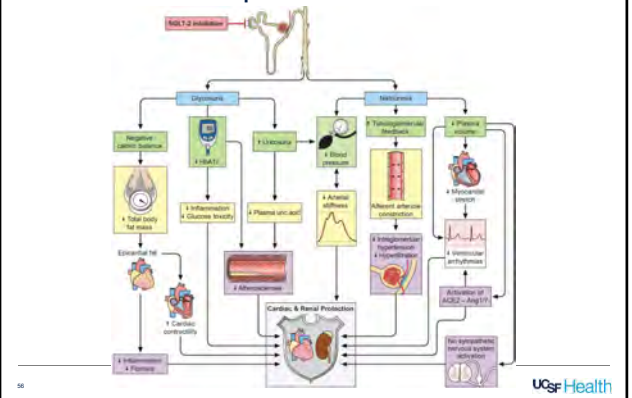 SGLT-2 Inhibition
Glycosuria
Natriuresis
Negative
caloric balance
↓ HbA1c
↑ Uricosuria
↓ Blood
pressure
↑ Tubuloglomerular
feedback
↓ Plasma
volume
↓ Total body
fat mass
↓ Inflammation
Glucose toxicity
↓ Plasma uric acid
↓ Arterial
stiffness
Afferent arteriole
constriction
↓ Myocardial
stretch
Epicardial fat
↑ Cardiac
contractility
↓ Atherosclerosis
↓ Intraglomerular
hypertension
↓ Hyperfiltration
↓ Ventricular
arrhythmias
Activation of
ACE2 – Ang1/7
Cardiac & Renal Protection
↓ Inflammation
↓ Fibrosis
No sympathetic
nervous system
activation
56
UCSF Health